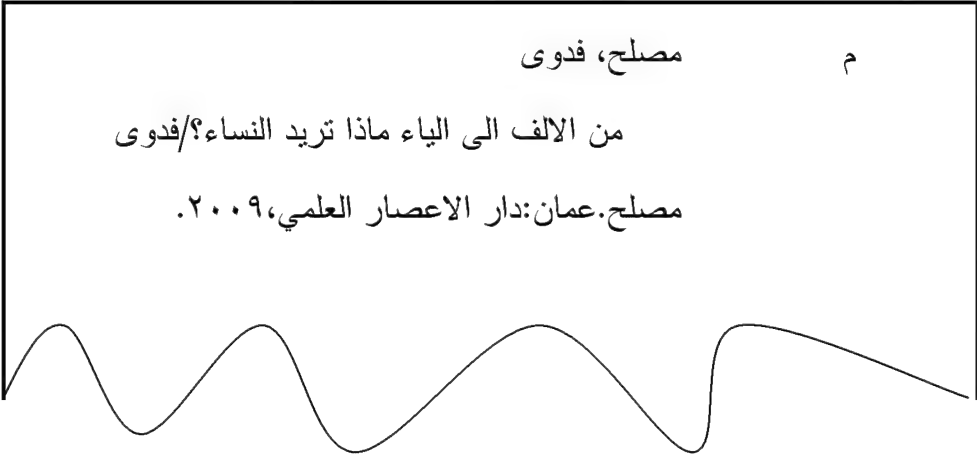 م مصلح، فدوى
من الالف الى الياء ماذا تريد النساء؟/فدوى
مصلح.عمان:دار الاعصار العلمي،٢٠٠٩.